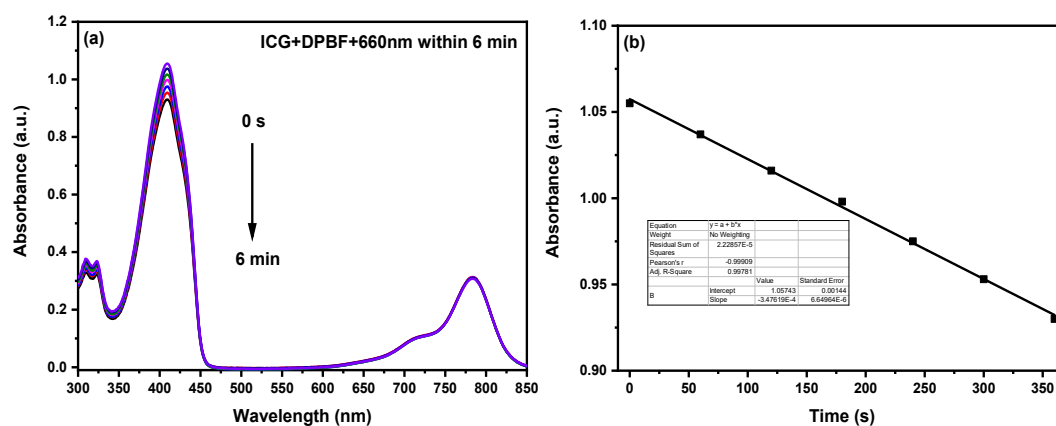 (a)
ICG+DPBF+660nm within 6 min
0 s
6 min
1.2
1.0
0.8
0.6
0.4
0.2
0.0
300 350 400 450 500 550 600 650 700 750 800 850
Absorbance (a.u.)
Wavelength (nm)
(b)
1.10
1.05
1.00
0.95
0.90
0 50 100 150 200 250 300 350
Absorbance (a.u.)
Time (s)
Equation y = a + b*x
Weight No Weighting
Residual Sum of Squares 2.22857E-5
Pearson's r -0.99909
Adj. R-Square 0.99781
Value Standard Error
B Intercept 1.05743 0.00144
Slope -3.47619E-4 6.64964E-6